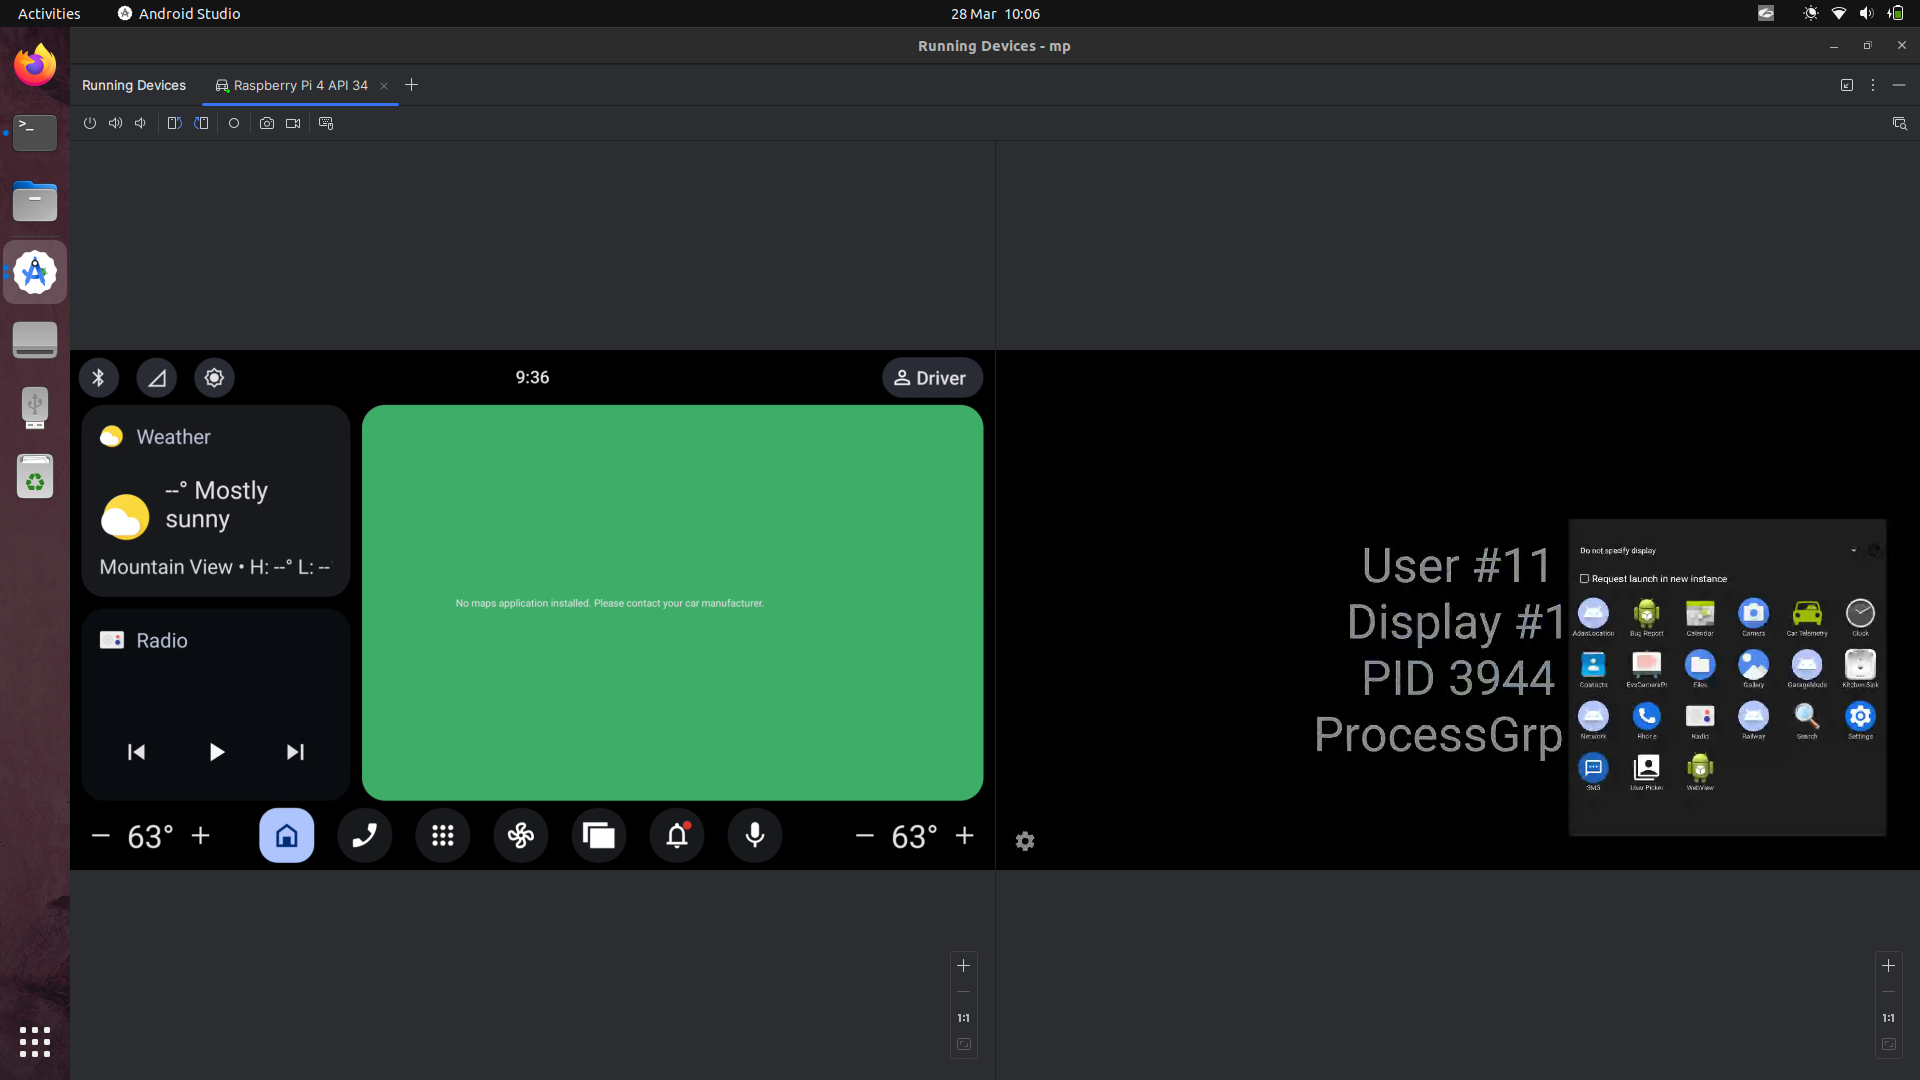 Activities
Android Studio
28 Mar 10:06
Running Devices - mp
Running Devices
Raspberry Pi 4 API 34
9:36
Driver
Weather
--° Mostly
sunny
Mountain View • H: --° L: --
Radio
No maps application installed. Please contact your car manufacturer.
63°
63°
1:1
User #11
Display #1
PID 3944
ProcessGrp
Do not specify display
Request launch in new instance
AdasLocation
Bug Report
Calendar
Camera
Car Telemetry
Clock
Contacts
EvsCameraPr
Files
Gallery
GarageMode
Kitchen Sink
Network
Phone
Radio
Railway
Search
Settings
SMS
User Picker
WebView
1:1